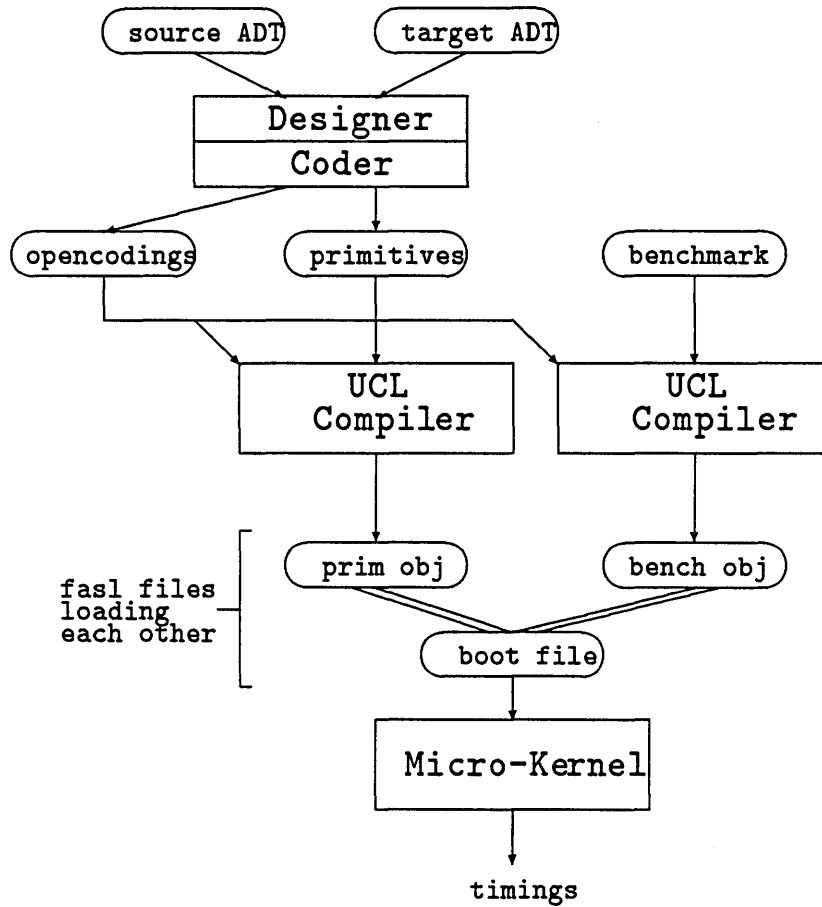 source ADT
target ADT
Designer
Coder
opencodings
primitives
benchmark
UCL
Compiler
UCL
Compiler
prim obj
bench obj
fasl files
loading
each other
boot file
Micro-Kernel
timings